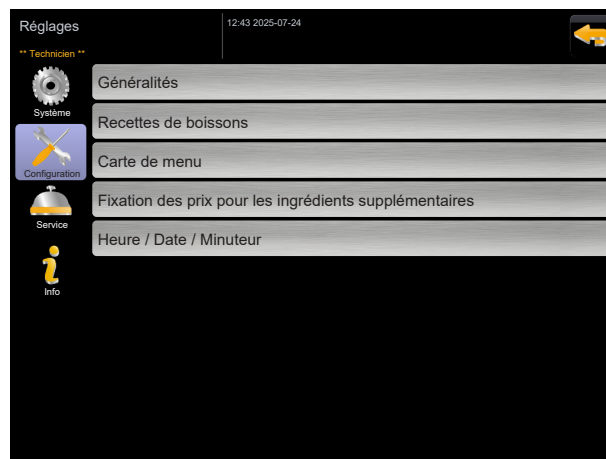 Réglages
12:43 2025-07-24
** Technicien **
Système
Configuration
Service
Info
Généralités
Recettes de boissons
Carte de menu
Fixation des prix pour les ingrédients supplémentaires
Heure / Date / Minuteur